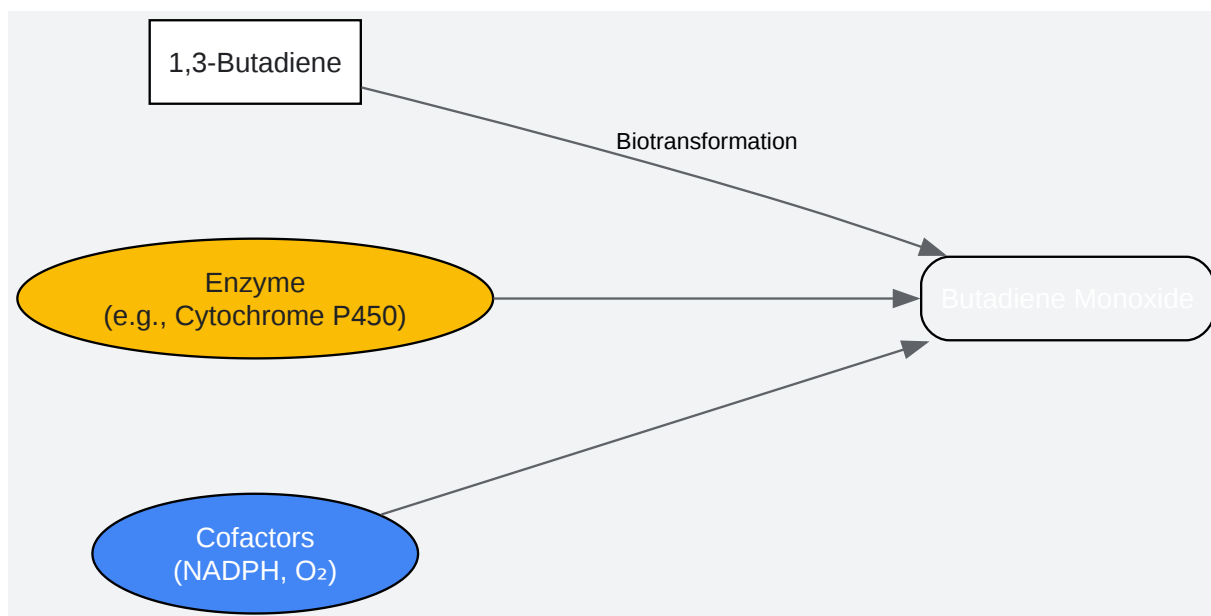 1,3-Butadiene
Biotransformation
Enzyme
(e.g., Cytochrome P450)
Butadiene Monoxide
Cofactors
(NADPH, O₂)